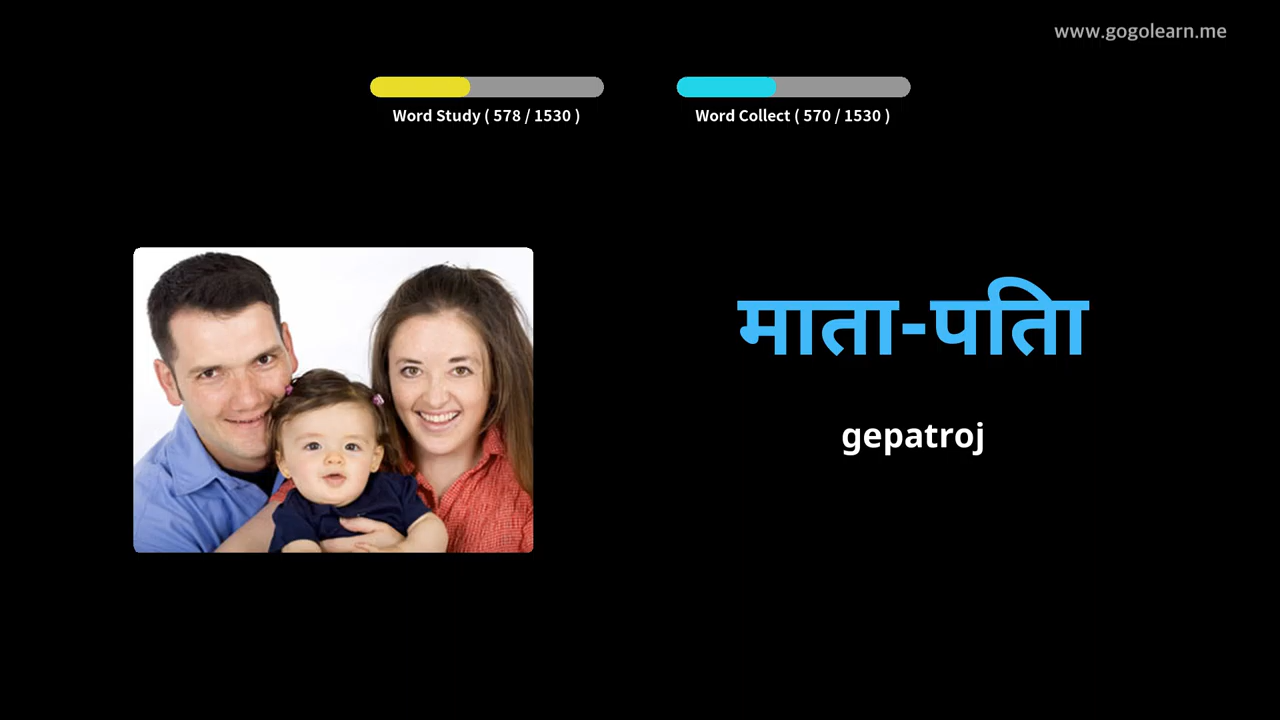 www.gogolearn.me
Word Study ( 578 / 1530 )
Word Collect ( 570 / 1530 )
माता-पिता
gepatroj